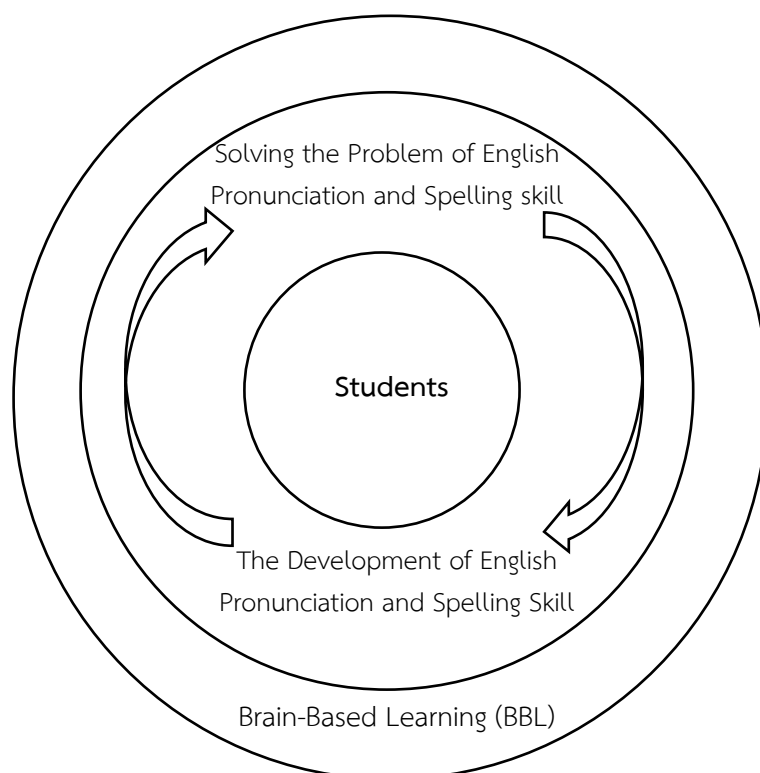 Solving the Problem of English
Pronunciation and Spelling skill
Students
The Development of English
Pronunciation and Spelling Skill
Brain-Based Learning (BBL)